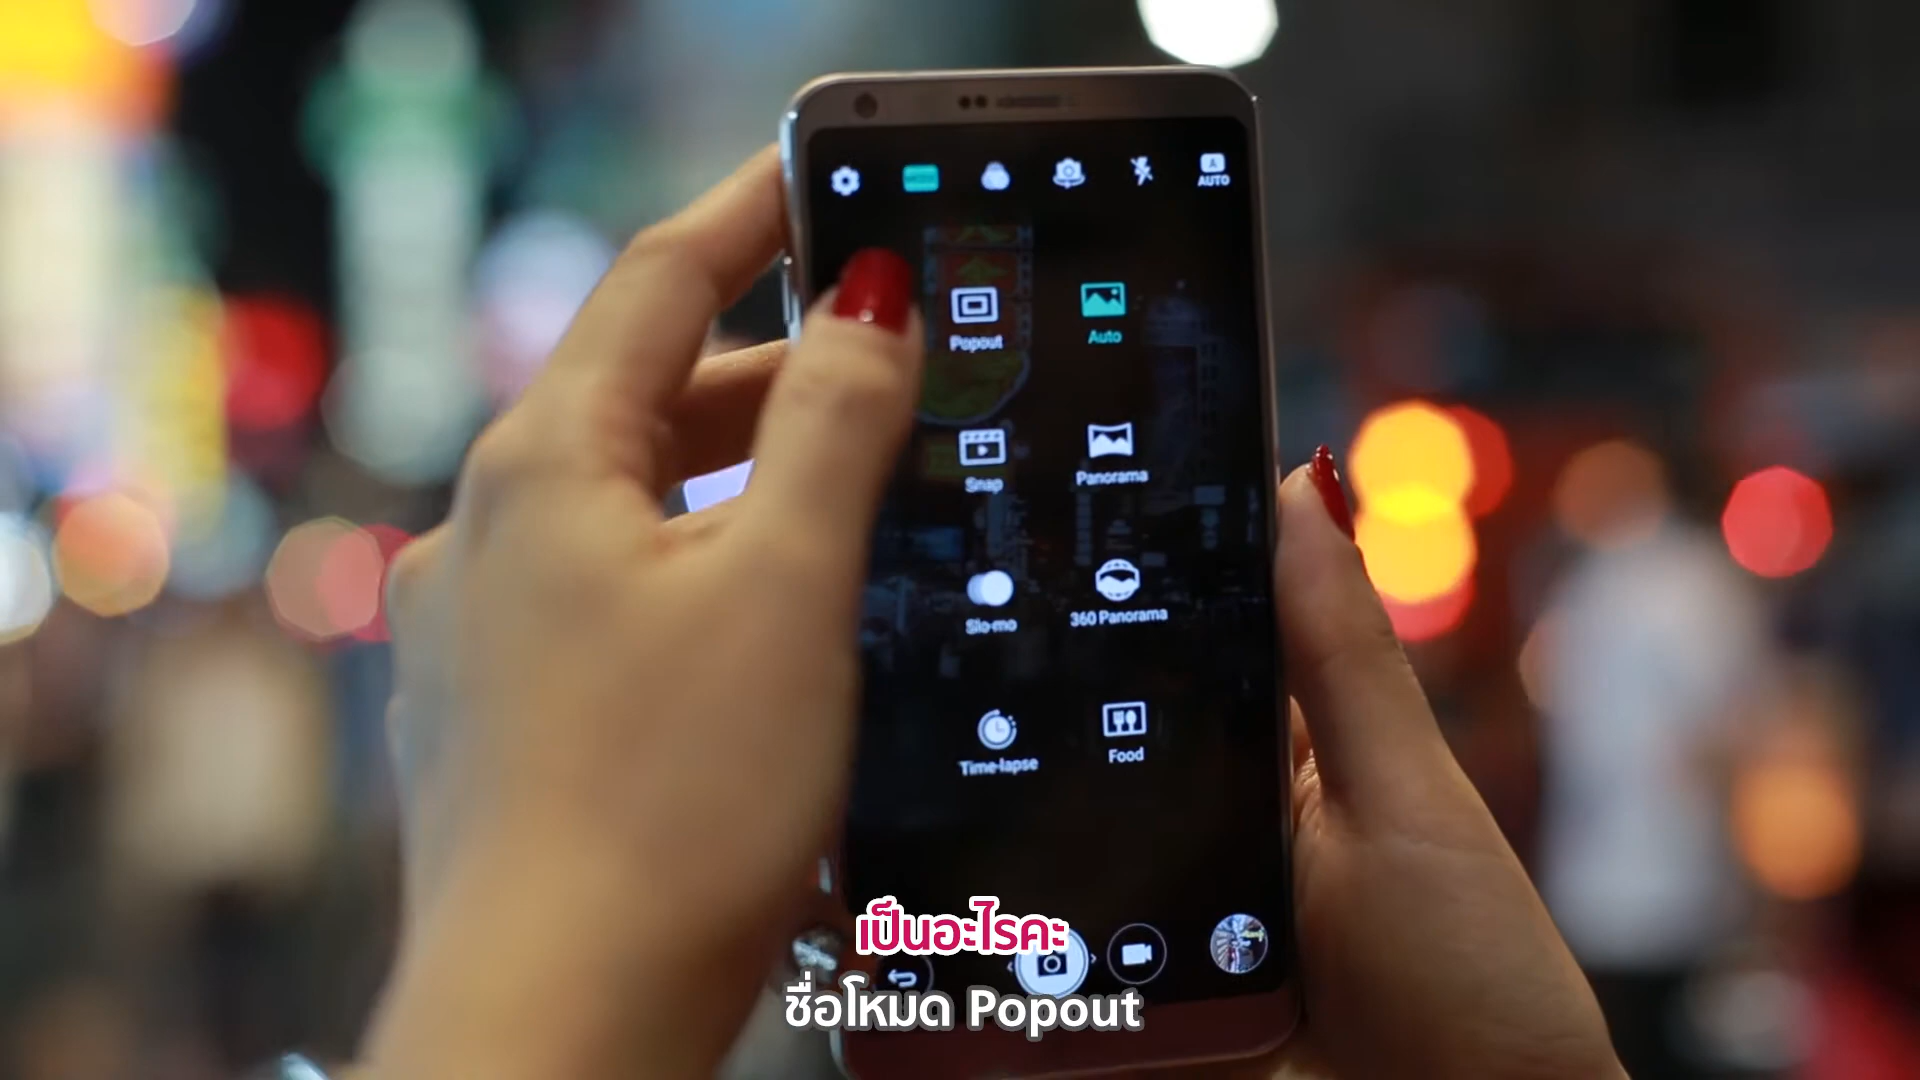 AUTO
Popout
Auto
Snap
Panorama
Slo-mo
360 Panorama
Time-lapse
Food
เป็นอะไรคะ
ชื่อโหมด Popout